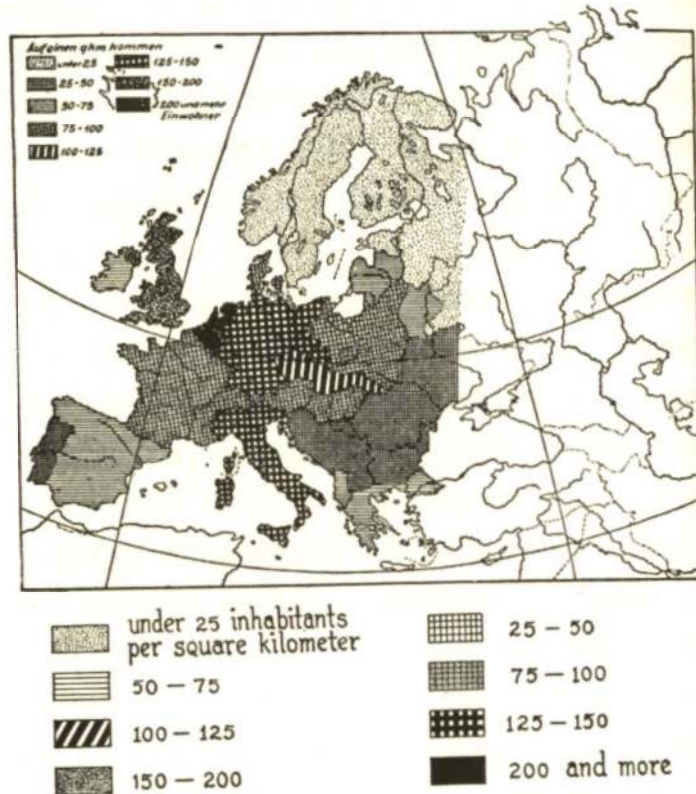 Auf einen qkm kommen
unter 25
25-50
50-75
75-100
100-125
125-150
150-200
200 und mehr
Einwohner
under 25 inhabitants
per square kilometer
50 — 75
100 — 125
150 — 200
25 — 50
75 — 100
125 — 150
200 and more